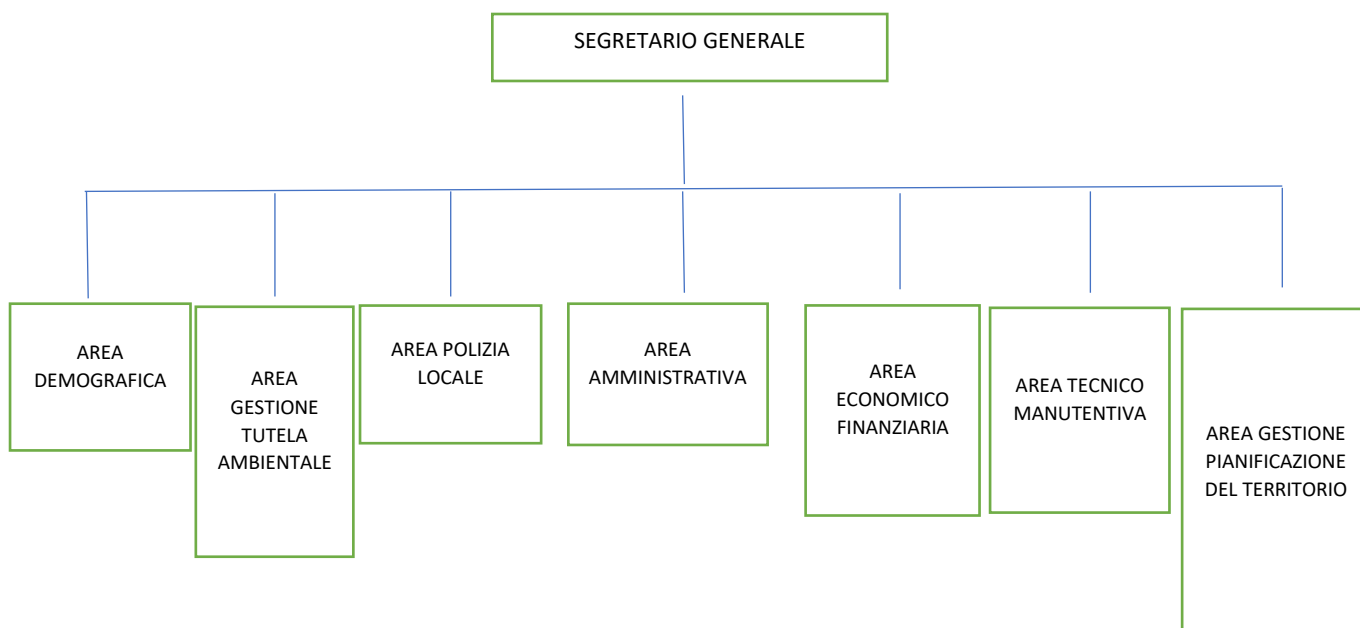 SEGRETARIO GENERALE
AREA
DEMOGRAFICA
AREA
GESTIONE
TUTELA
AMBIENTALE
AREA POLIZIA
LOCALE
AREA
AMMINISTRATIVA
AREA
ECONOMICO
FINANZIARIA
AREA TECNICO
MANUTENTIVA
AREA GESTIONE
PIANIFICAZIONE
DEL TERRITORIO